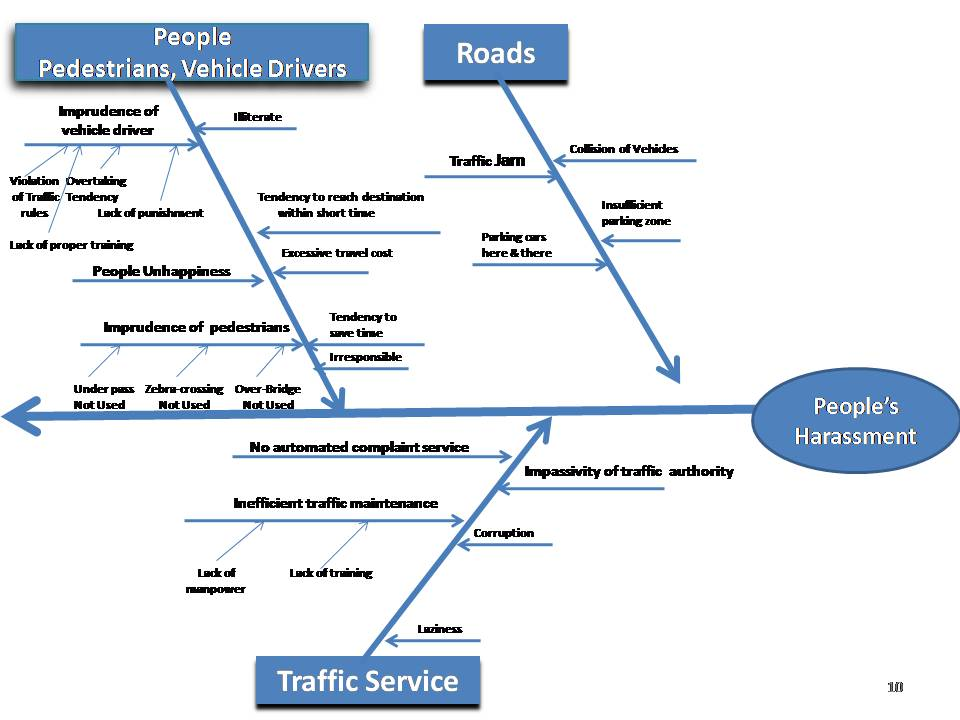 People
Pedestrians, Vehicle Drivers
Roads
Imprudence of
vehicle driver
Illiterate
Violation
of Traffic
rules
Overtaking
Tendency
Lack of punishment
Lack of proper training
Tendency to reach destination
within short time
Excessive travel cost
People Unhappiness
Imprudence of pedestrians
Tendency to
save time
Irresponsible
Under pass
Not Used
Zebra-crossing
Not Used
Over-Bridge
Not Used
Traffic Jam
Collision of Vehicles
Insufficient
parking zone
Parking cars
here & there
People's
Harassment
No automated complaint service
Impassivity of traffic authority
Inefficient traffic maintenance
Corruption
Lack of
manpower
Lack of training
Laziness
Traffic Service
10